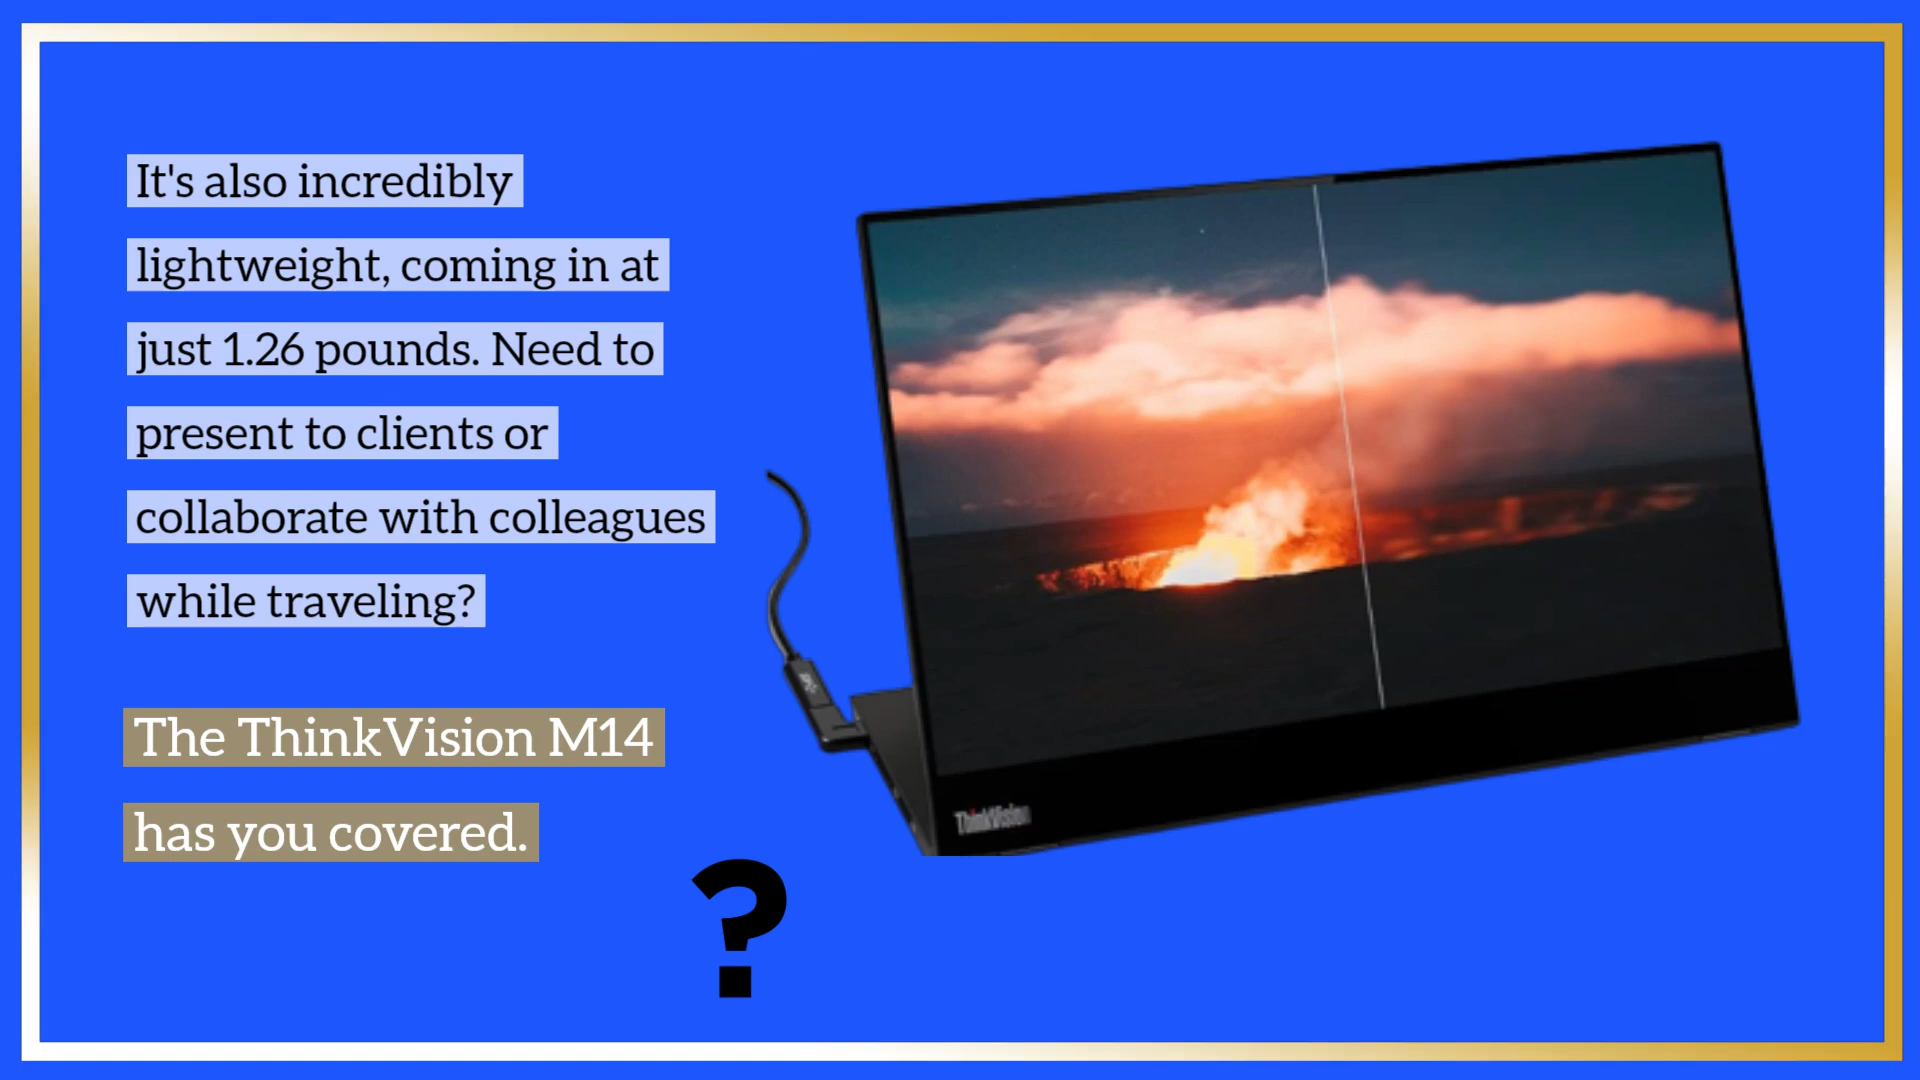 It's also incredibly
lightweight, coming in at
just 1.26 pounds. Need to
present to clients or
collaborate with colleagues
while traveling?
The ThinkVision M14
has you covered.
?
ThinkVision